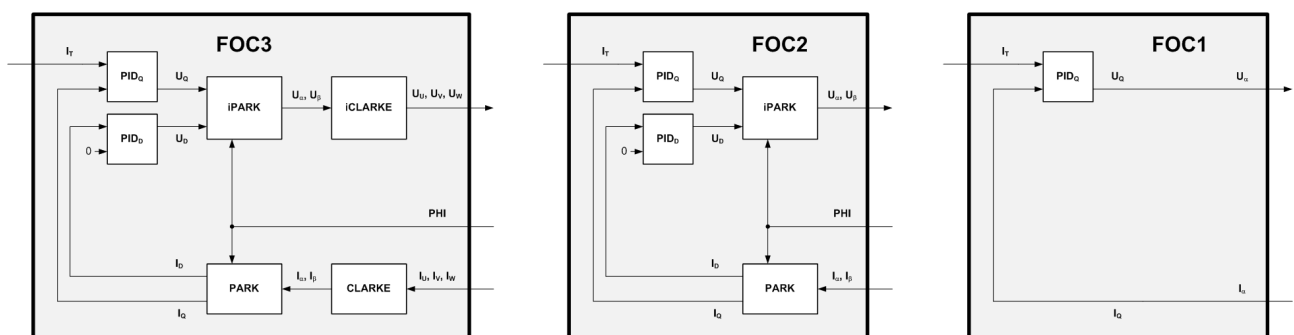 FOC3
I_T
PID_Q
U_Q
iPARK
U_α, U_β
iCLARKE
U_U, U_V, U_W
PID_D
U_D
0
PHI
I_D
PARK
I_α, I_β
CLARKE
I_U, I_V, I_W
I_Q
FOC2
I_T
PID_Q
U_Q
iPARK
U_α, U_β
PID_D
U_D
0
PHI
I_D
PARK
I_α, I_β
I_Q
FOC1
I_T
PID_Q
U_Q
U_α
I_α
I_Q